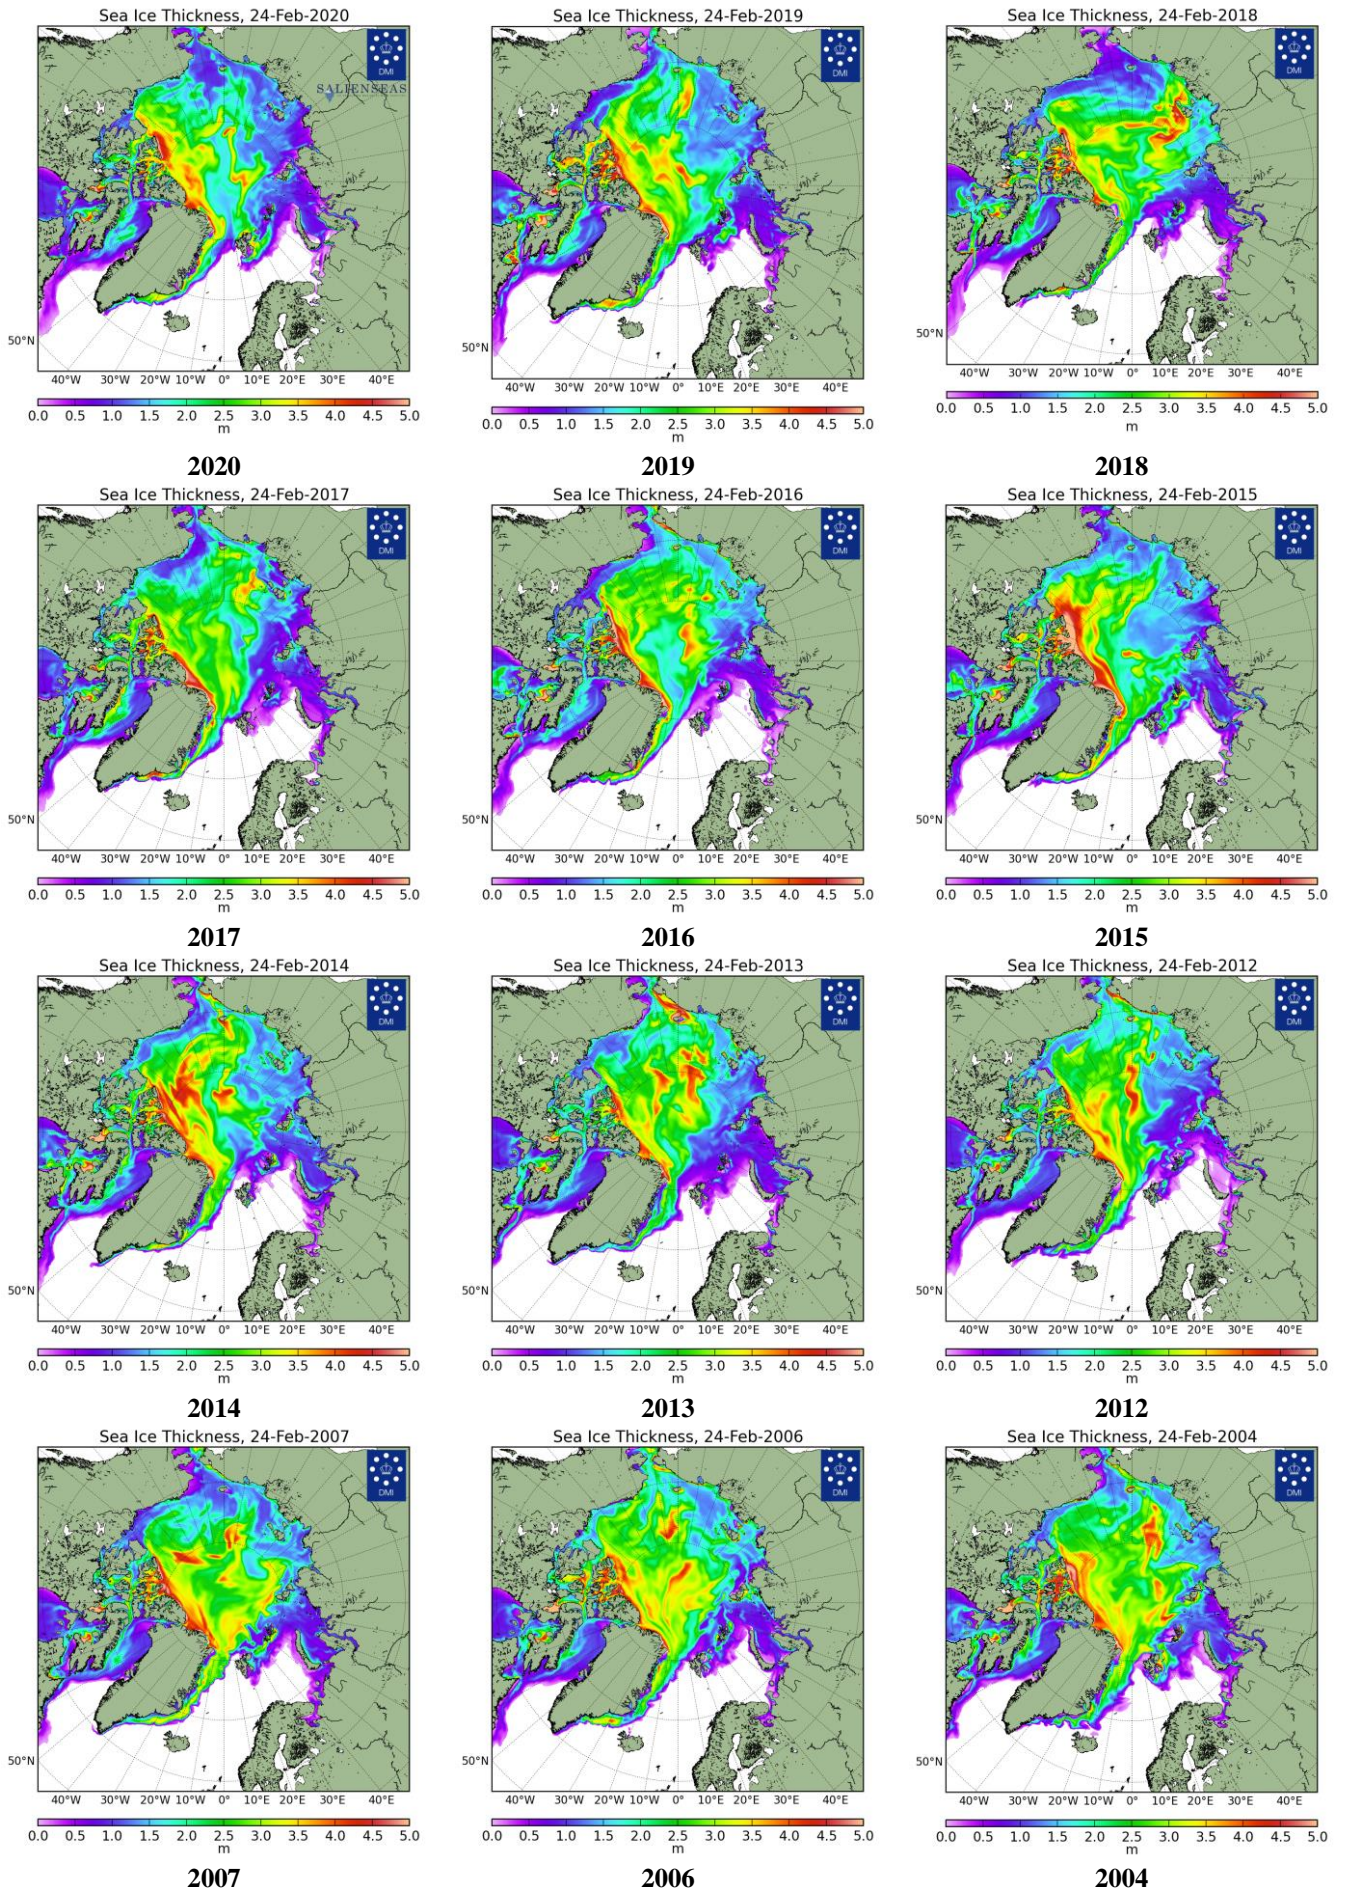 Sea Ice Thickness, 24-Feb-2020
DMI
SALIENSEAS
50°N
40°W 30°W 20°W 10°W 0° 10°E 20°E 30°E 40°E
0.0 0.5 1.0 1.5 2.0 2.5 3.0 3.5 4.0 4.5 5.0
m
2020
Sea Ice Thickness, 24-Feb-2019
DMI
50°N
40°W 30°W 20°W 10°W 0° 10°E 20°E 30°E 40°E
0.0 0.5 1.0 1.5 2.0 2.5 3.0 3.5 4.0 4.5 5.0
m
2019
Sea Ice Thickness, 24-Feb-2018
DMI
50°N
40°W 30°W 20°W 10°W 0° 10°E 20°E 30°E 40°E
0.0 0.5 1.0 1.5 2.0 2.5 3.0 3.5 4.0 4.5 5.0
m
2018
Sea Ice Thickness, 24-Feb-2017
DMI
50°N
40°W 30°W 20°W 10°W 0° 10°E 20°E 30°E 40°E
0.0 0.5 1.0 1.5 2.0 2.5 3.0 3.5 4.0 4.5 5.0
m
2017
Sea Ice Thickness, 24-Feb-2016
DMI
50°N
40°W 30°W 20°W 10°W 0° 10°E 20°E 30°E 40°E
0.0 0.5 1.0 1.5 2.0 2.5 3.0 3.5 4.0 4.5 5.0
m
2016
Sea Ice Thickness, 24-Feb-2015
DMI
50°N
40°W 30°W 20°W 10°W 0° 10°E 20°E 30°E 40°E
0.0 0.5 1.0 1.5 2.0 2.5 3.0 3.5 4.0 4.5 5.0
m
2015
Sea Ice Thickness, 24-Feb-2014
DMI
50°N
40°W 30°W 20°W 10°W 0° 10°E 20°E 30°E 40°E
0.0 0.5 1.0 1.5 2.0 2.5 3.0 3.5 4.0 4.5 5.0
m
2014
Sea Ice Thickness, 24-Feb-2013
DMI
50°N
40°W 30°W 20°W 10°W 0° 10°E 20°E 30°E 40°E
0.0 0.5 1.0 1.5 2.0 2.5 3.0 3.5 4.0 4.5 5.0
m
2013
Sea Ice Thickness, 24-Feb-2012
DMI
50°N
40°W 30°W 20°W 10°W 0° 10°E 20°E 30°E 40°E
0.0 0.5 1.0 1.5 2.0 2.5 3.0 3.5 4.0 4.5 5.0
m
2012
Sea Ice Thickness, 24-Feb-2007
DMI
50°N
40°W 30°W 20°W 10°W 0° 10°E 20°E 30°E 40°E
0.0 0.5 1.0 1.5 2.0 2.5 3.0 3.5 4.0 4.5 5.0
m
2007
Sea Ice Thickness, 24-Feb-2006
DMI
50°N
40°W 30°W 20°W 10°W 0° 10°E 20°E 30°E 40°E
0.0 0.5 1.0 1.5 2.0 2.5 3.0 3.5 4.0 4.5 5.0
m
2006
Sea Ice Thickness, 24-Feb-2004
DMI
50°N
40°W 30°W 20°W 10°W 0° 10°E 20°E 30°E 40°E
0.0 0.5 1.0 1.5 2.0 2.5 3.0 3.5 4.0 4.5 5.0
m
2004